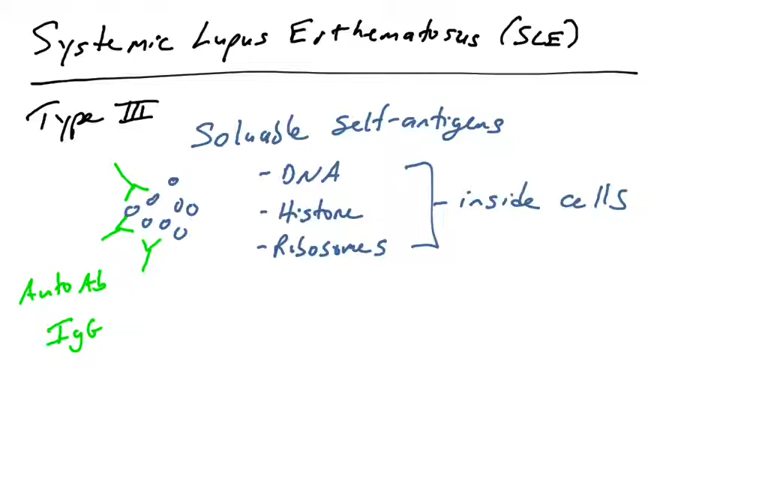 Systemic Lupus Erthematosus (SLE)
Type III
Soluable self-antigens
- DNA
- Histone
- Ribosomes
- inside cells
Auto Ab
IgG